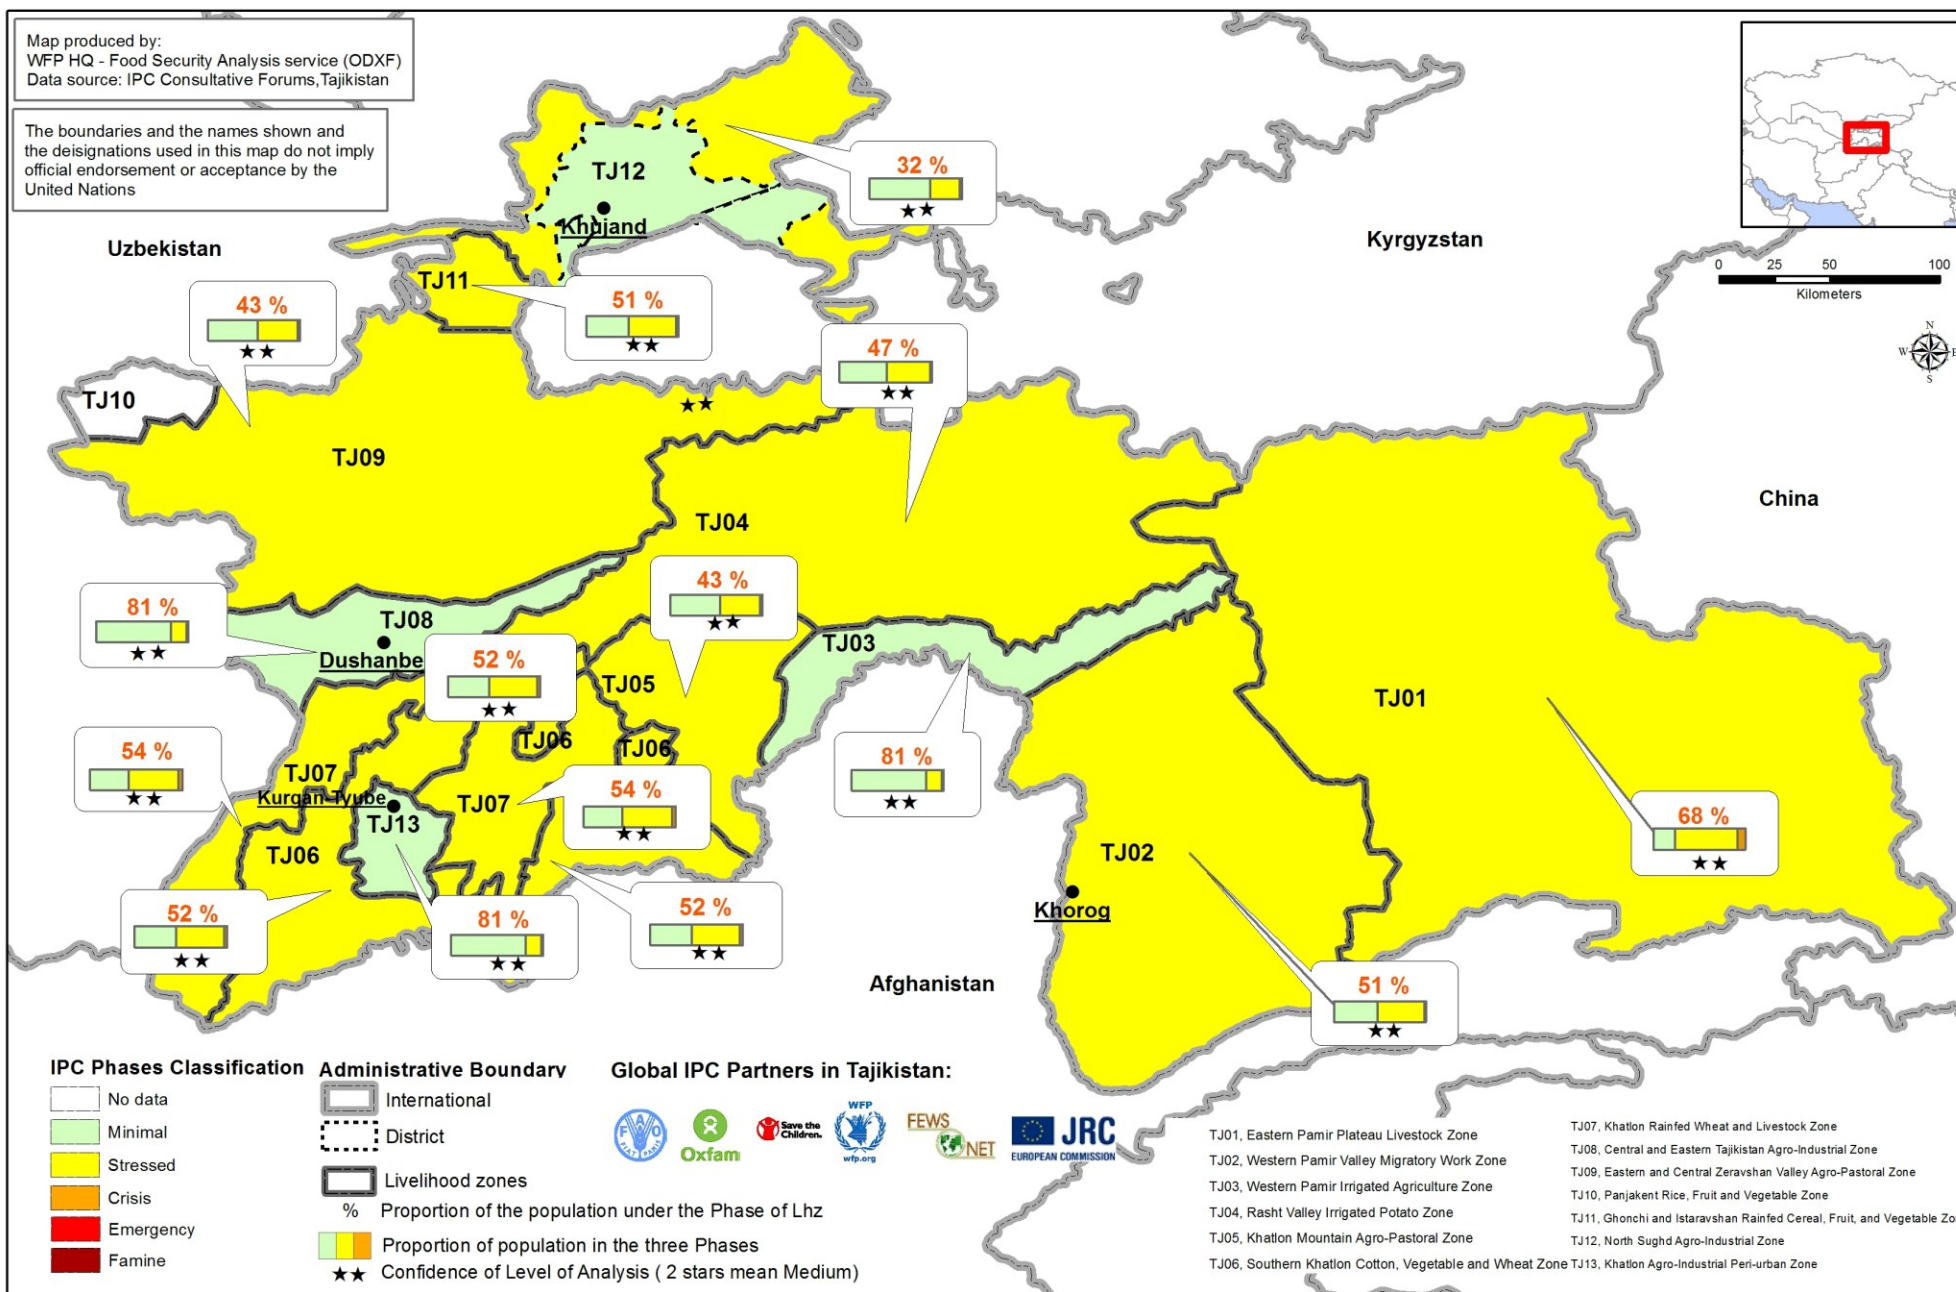 Map produced by:
WFP HQ - Food Security Analysis service (ODXF)
Data source: IPC Consultative Forums,Tajikistan
The boundaries and the names shown and
the deisignations used in this map do not imply
official endorsement or acceptance by the
United Nations
TJ12
Khujand
32 %
★★
Uzbekistan
Kyrgyzstan
0 25 50 100
Kilometers
N
W E
S
TJ11
43 %
★★
51 %
★★
47 %
★★
TJ10
★★
TJ09
TJ04
China
43 %
★★
81 %
★★
TJ08
Dushanbe
52 %
★★
TJ03
TJ05
TJ01
TJ06
TJ06
54 %
★★
81 %
★★
TJ07
Kurgan-Tyube
TJ07
54 %
★★
TJ13
68 %
★★
TJ06
TJ02
Khorog
52 %
★★
81 %
★★
52 %
★★
Afghanistan
51 %
★★
IPC Phases Classification
No data
Minimal
Stressed
Crisis
Emergency
Famine
Administrative Boundary
International
District
Livelihood zones
% Proportion of the population under the Phase of Lhz
Proportion of population in the three Phases
★★ Confidence of Level of Analysis ( 2 stars mean Medium)
Global IPC Partners in Tajikistan:
FAO
FIAT PANIS
Oxfam
Save the
Children.
WFP
wfp.org
FEWS
NET
JRC
EUROPEAN COMMISSION
TJ01, Eastern Pamir Plateau Livestock Zone
TJ02, Western Pamir Valley Migratory Work Zone
TJ03, Western Pamir Irrigated Agriculture Zone
TJ04, Rasht Valley Irrigated Potato Zone
TJ05, Khatlon Mountain Agro-Pastoral Zone
TJ06, Southern Khatlon Cotton, Vegetable and Wheat Zone
TJ07, Khatlon Rainfed Wheat and Livestock Zone
TJ08, Central and Eastern Tajikistan Agro-Industrial Zone
TJ09, Eastern and Central Zeravshan Valley Agro-Pastoral Zone
TJ10, Panjakent Rice, Fruit and Vegetable Zone
TJ11, Ghonchi and Istaravshan Rainfed Cereal, Fruit, and Vegetable Zo
TJ12, North Sughd Agro-Industrial Zone
TJ13, Khatlon Agro-Industrial Peri-urban Zone